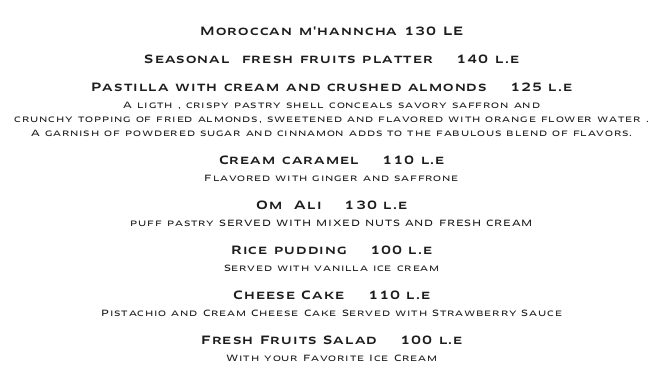 Moroccan m'hanncha 130 LE
Seasonal fresh fruits platter 140 L.E
Pastilla with cream and crushed almonds 125 L.E
A ligth , crispy pastry shell conceals savory saffron and
crunchy topping of fried almonds, sweetened and flavored with orange flower water .
A garnish of powdered sugar and cinnamon adds to the fabulous blend of flavors.
Cream caramel 110 L.E
Flavored with ginger and saffrone
Om Ali 130 L.E
puff pastry served with mixed nuts and fresh cream
Rice pudding 100 L.E
Served with vanilla ice cream
Cheese Cake 110 L.E
Pistachio and Cream Cheese Cake Served with Strawberry Sauce
Fresh Fruits Salad 100 L.E
With your Favorite Ice Cream